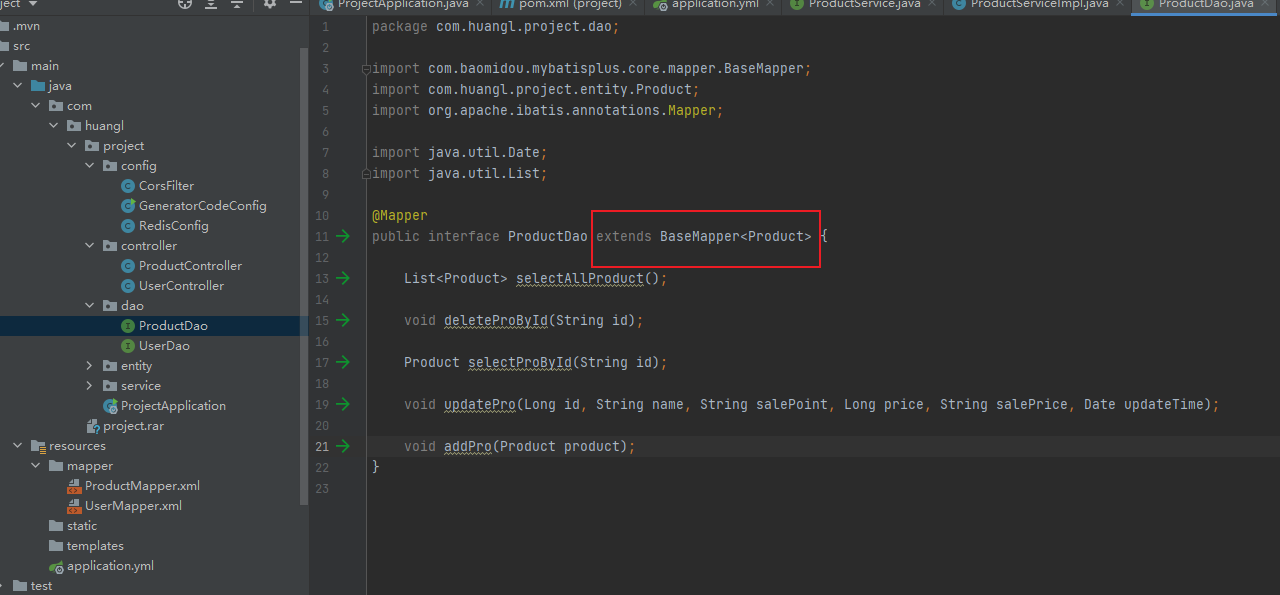 ject
ProjectApplication.java
pom.xml (project)
application.yml
ProductService.java
ProductServiceImpl.java
ProductDao.java
.mvn
src
main
java
com
huangl
project
config
CorsFilter
GeneratorCodeConfig
RedisConfig
controller
ProductController
UserController
dao
ProductDao
UserDao
entity
service
ProjectApplication
project.rar
resources
mapper
ProductMapper.xml
UserMapper.xml
static
templates
application.yml
test
1 package com.huangl.project.dao;
2
3 import com.baomidou.mybatisplus.core.mapper.BaseMapper;
4 import com.huangl.project.entity.Product;
5 import org.apache.ibatis.annotations.Mapper;
6
7 import java.util.Date;
8 import java.util.List;
9
10 @Mapper
11 public interface ProductDao extends BaseMapper<Product> {
12
13 List<Product> selectAllProduct();
14
15 void deleteProById(String id);
16
17 Product selectProById(String id);
18
19 void updatePro(Long id, String name, String salePoint, Long price, String salePrice, Date updateTime);
20
21 void addPro(Product product);
22 }
23